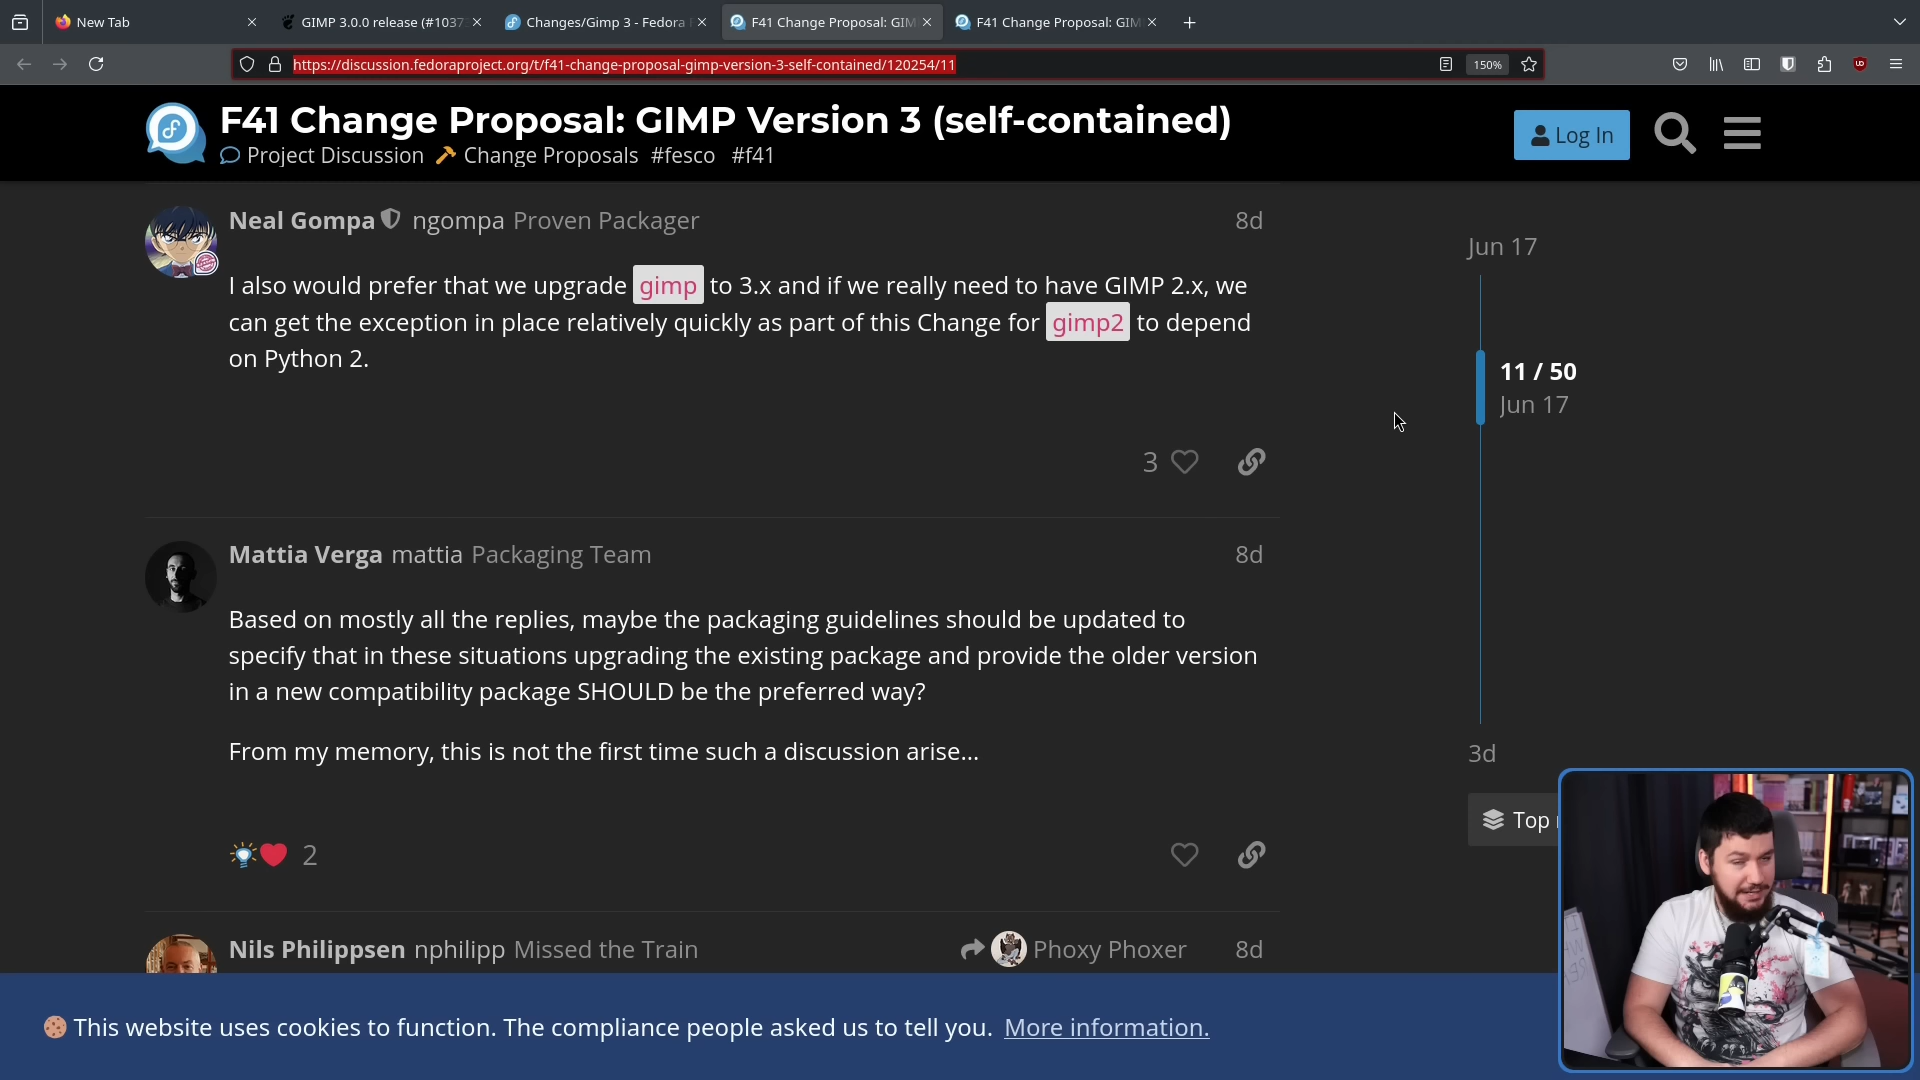 New Tab
GIMP 3.0.0 release (#1037
Changes/Gimp 3 - Fedora
F41 Change Proposal: GIM
F41 Change Proposal: GIM
https://discussion.fedoraproject.org/t/f41-change-proposal-gimp-version-3-self-contained/120254/11
150%
F41 Change Proposal: GIMP Version 3 (self-contained)
Project Discussion Change Proposals #fesco #f41
Log In
Neal Gompa ngompa Proven Packager 8d
I also would prefer that we upgrade gimp to 3.x and if we really need to have GIMP 2.x, we
can get the exception in place relatively quickly as part of this Change for gimp2 to depend
on Python 2.
3
Mattia Verga mattia Packaging Team 8d
Based on mostly all the replies, maybe the packaging guidelines should be updated to
specify that in these situations upgrading the existing package and provide the older version
in a new compatibility package SHOULD be the preferred way?
From my memory, this is not the first time such a discussion arise…
2
Nils Philippsen nphilipp Missed the Train Phoxy Phoxer 8d
Jun 17
11 / 50
Jun 17
3d
Top
This website uses cookies to function. The compliance people asked us to tell you. More information.